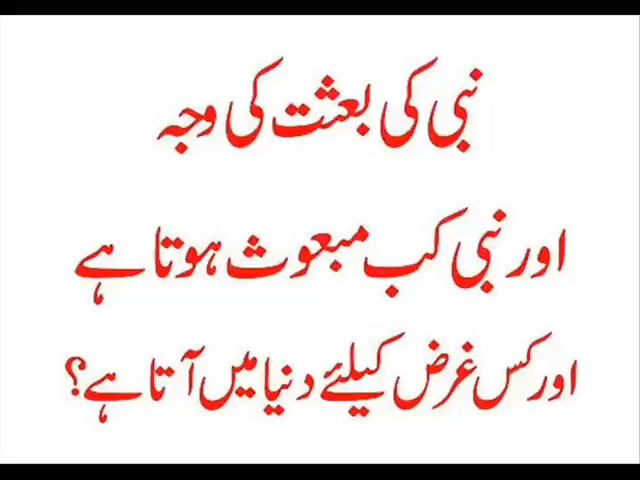 نبی کی بعثت کی وجہ
اور نبی کب مبعوث ہوتا ہے
اور کس غرض کیلئے دنیا میں آتا ہے؟